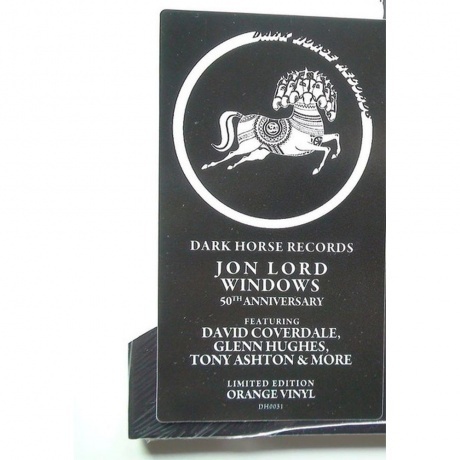 DARK HORSE RECORDS
DARK HORSE RECORDS
JON LORD
WINDOWS
50TH ANNIVERSARY
FEATURING
DAVID COVERDALE,
GLENN HUGHES,
TONY ASHTON & MORE
LIMITED EDITION
ORANGE VINYL
DH0031